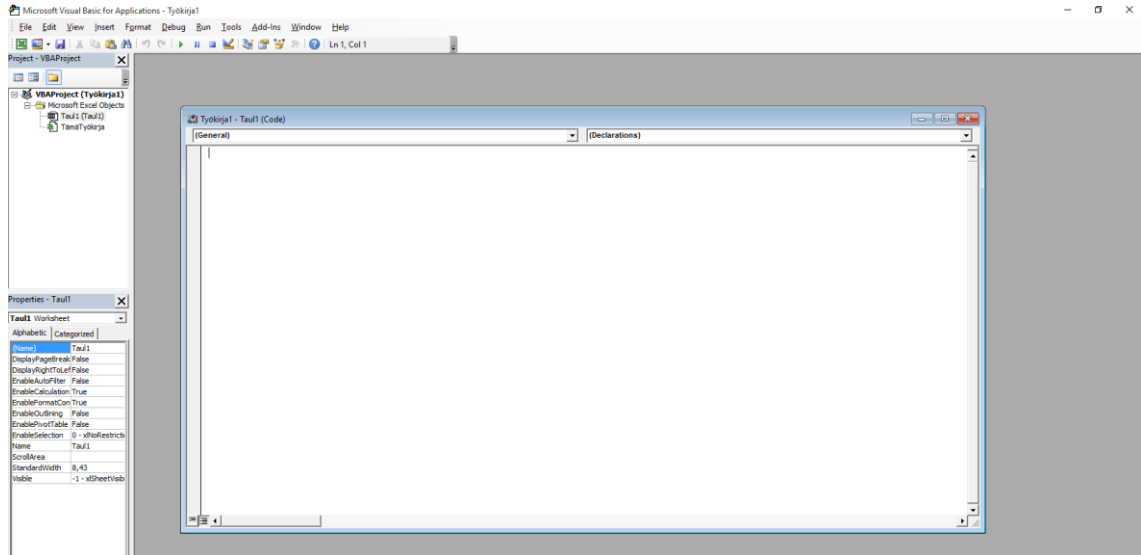 Microsoft Visual Basic for Applications - Työkirja1
File Edit View Insert Format Debug Run Tools Add-Ins Window Help
Ln 1, Col 1
Project - VBAProject
VBAProject (Työkirja1)
Microsoft Excel Objects
Taul1 (Taul1)
TämäTyökirja
Työkirja1 - Taul1 (Code)
(General) (Declarations)
Properties - Taul1
Taul1 Worksheet
Alphabetic Categorized
(Name) Taul1
DisplayPageBreak False
DisplayRightToLef False
EnableAutoFilter False
EnableCalculation True
EnableFormatCon True
EnableOutlining False
EnablePivotTable False
EnableSelection 0 - xlNoRestricti
Name Taul1
ScrollArea
StandardWidth 8,43
Visible -1 - xlSheetVisib